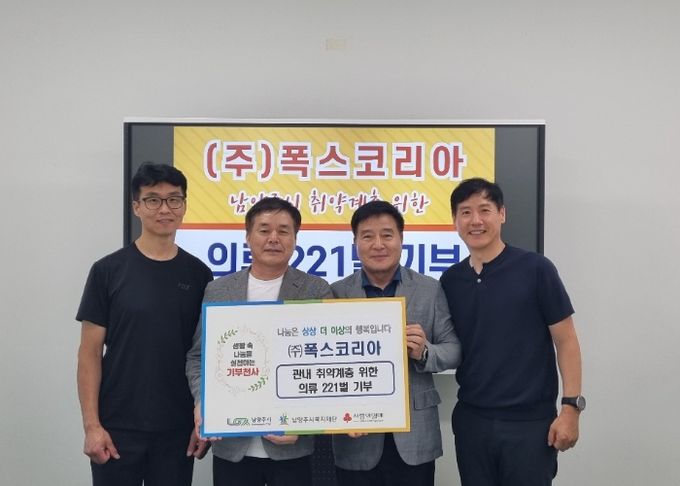 (주)폭스코리아
남양주시 취약계층 위한
의류 221벌 기부
나눔은 상상 더 이상의 행복입니다
생활 속
나눔을
실천하는
기부천사
(주)폭스코리아
관내 취약계층 위한
의류 221벌 기부
남양주시
남양주시복지재단
사랑의열매